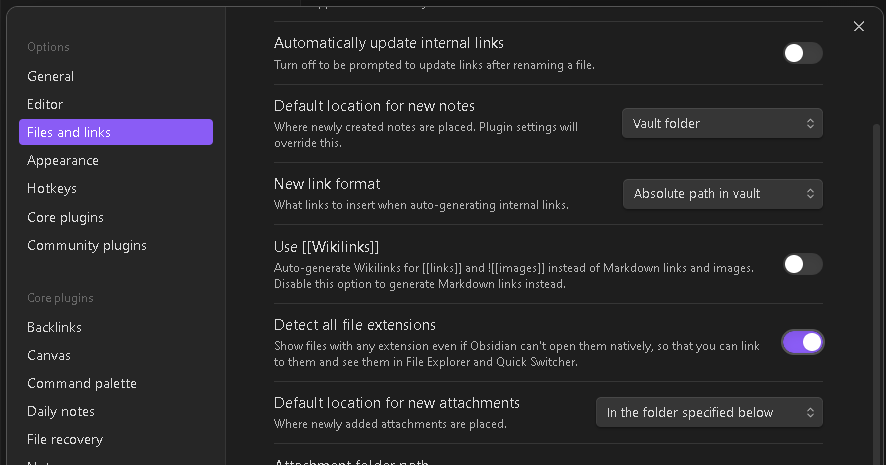 Options
General
Editor
Files and links
Appearance
Hotkeys
Core plugins
Community plugins
Core plugins
Backlinks
Canvas
Command palette
Daily notes
File recovery
Automatically update internal links
Turn off to be prompted to update links after renaming a file.
Default location for new notes
Where newly created notes are placed. Plugin settings will
override this.
Vault folder
New link format
What links to insert when auto-generating internal links.
Absolute path in vault
Use [[Wikilinks]]
Auto-generate Wikilinks for [[links]] and ![[images]] instead of Markdown links and images.
Disable this option to generate Markdown links instead.
Detect all file extensions
Show files with any extension even if Obsidian can't open them natively, so that you can link
to them and see them in File Explorer and Quick Switcher.
Default location for new attachments
Where newly added attachments are placed.
In the folder specified below
Attachment folder path